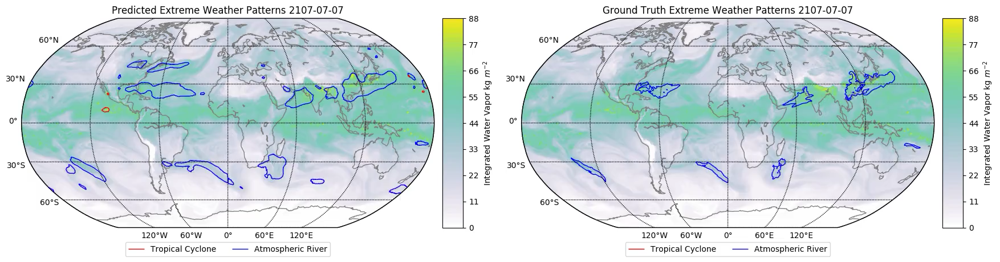 Predicted Extreme Weather Patterns 2107-07-07
60°N
30°N
0°
30°S
60°S
120°W 60°W 0° 60°E 120°E
88
77
66
55
44
33
22
11
0
Integrated Water Vapor kg m⁻²
Tropical Cyclone Atmospheric River
Ground Truth Extreme Weather Patterns 2107-07-07
60°N
30°N
0°
30°S
60°S
120°W 60°W 0° 60°E 120°E
88
77
66
55
44
33
22
11
0
Integrated Water Vapor kg m⁻²
Tropical Cyclone Atmospheric River